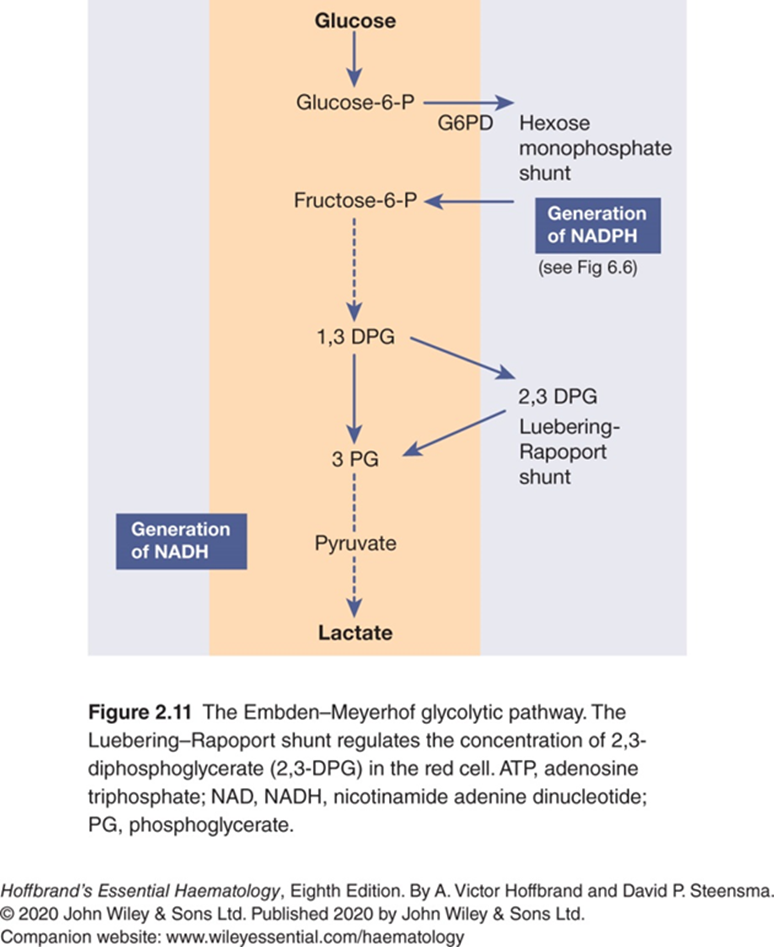 Glucose
Glucose-6-P
G6PD
Hexose
monophosphate
shunt
Fructose-6-P
Generation
of NADPH
(see Fig 6.6)
1,3 DPG
2,3 DPG
Luebering-
Rapoport
shunt
3 PG
Generation
of NADH
Pyruvate
Lactate
Figure 2.11 The Embden–Meyerhof glycolytic pathway. The
Luebering–Rapoport shunt regulates the concentration of 2,3-
diphosphoglycerate (2,3-DPG) in the red cell. ATP, adenosine
triphosphate; NAD, NADH, nicotinamide adenine dinucleotide;
PG, phosphoglycerate.
Hoffbrand's Essential Haematology, Eighth Edition. By A. Victor Hoffbrand and David P. Steensma.
© 2020 John Wiley & Sons Ltd. Published 2020 by John Wiley & Sons Ltd.
Companion website: www.wileyessential.com/haematology